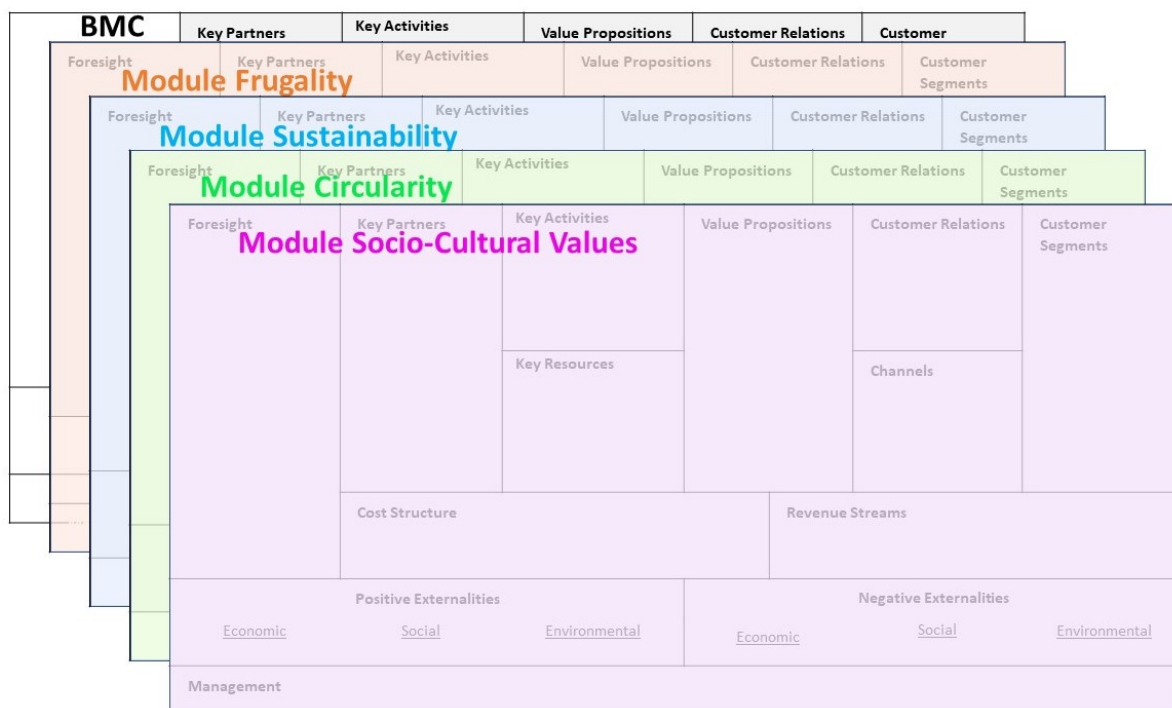 BMC
Key Partners
Key Activities
Value Propositions
Customer Relations
Customer
Foresight
Key Partners
Key Activities
Value Propositions
Customer Relations
Customer
Segments
Module Frugality
Foresight
Key Partners
Key Activities
Value Propositions
Customer Relations
Customer
Segments
Module Sustainability
Foresight
Key Partners
Key Activities
Value Propositions
Customer Relations
Customer
Segments
Module Circularity
Foresight
Key Partners
Key Activities
Value Propositions
Customer Relations
Customer
Segments
Module Socio-Cultural Values
Key Resources
Channels
Cost Structure
Revenue Streams
Positive Externalities
Negative Externalities
Economic
Social
Environmental
Economic
Social
Environmental
Management